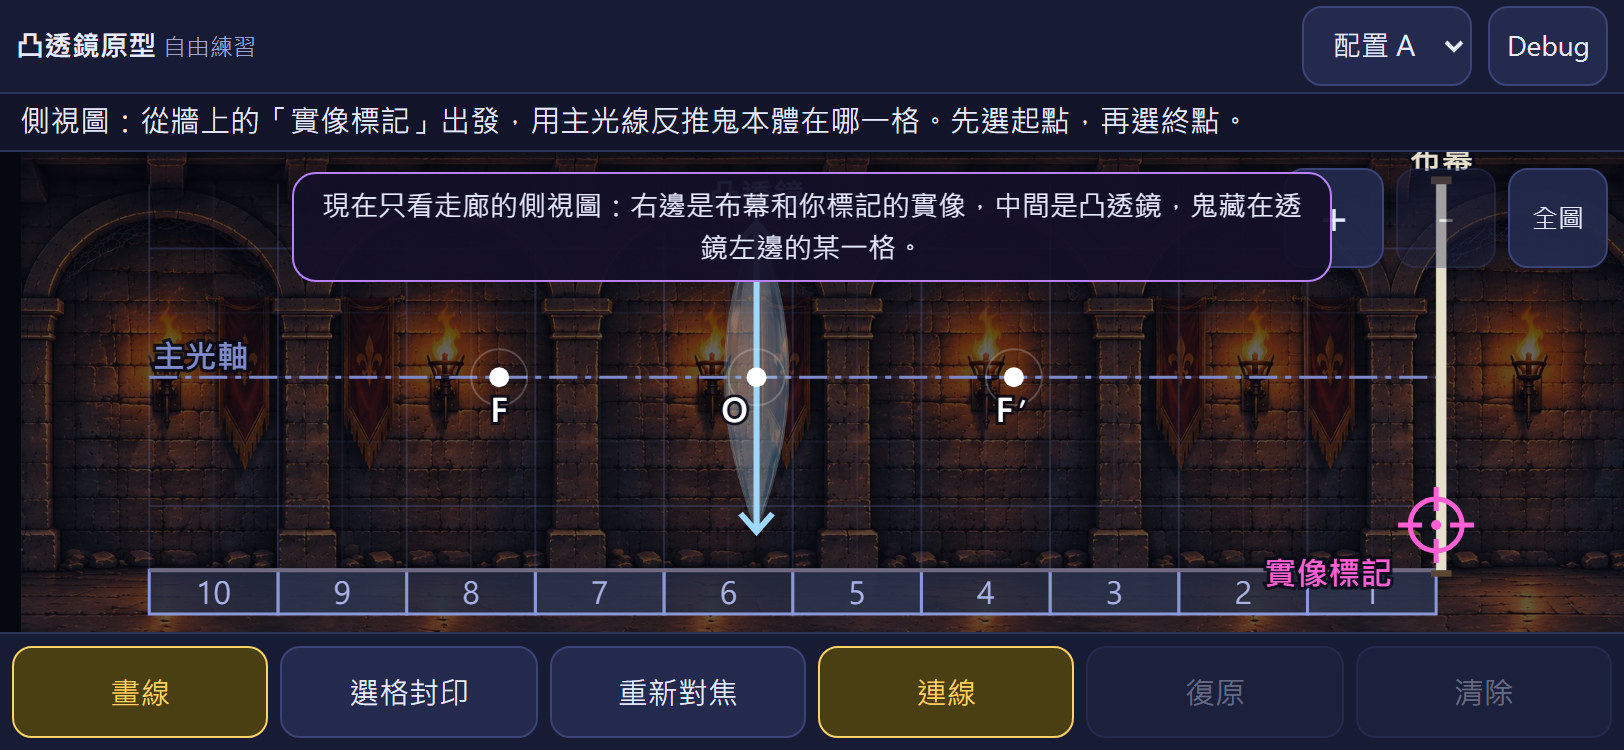 凸透鏡原型 自由練習
配置 A
Debug
側視圖：從牆上的「實像標記」出發，用主光線反推鬼本體在哪一格。先選起點，再選終點。
布幕
現在只看走廊的側視圖：右邊是布幕和你標記的實像，中間是凸透鏡，鬼藏在透
鏡左邊的某一格。
+
-
全圖
主光軸
F
O
F′
實像標記
10 9 8 7 6 5 4 3 2 1
畫線
選格封印
重新對焦
連線
復原
清除